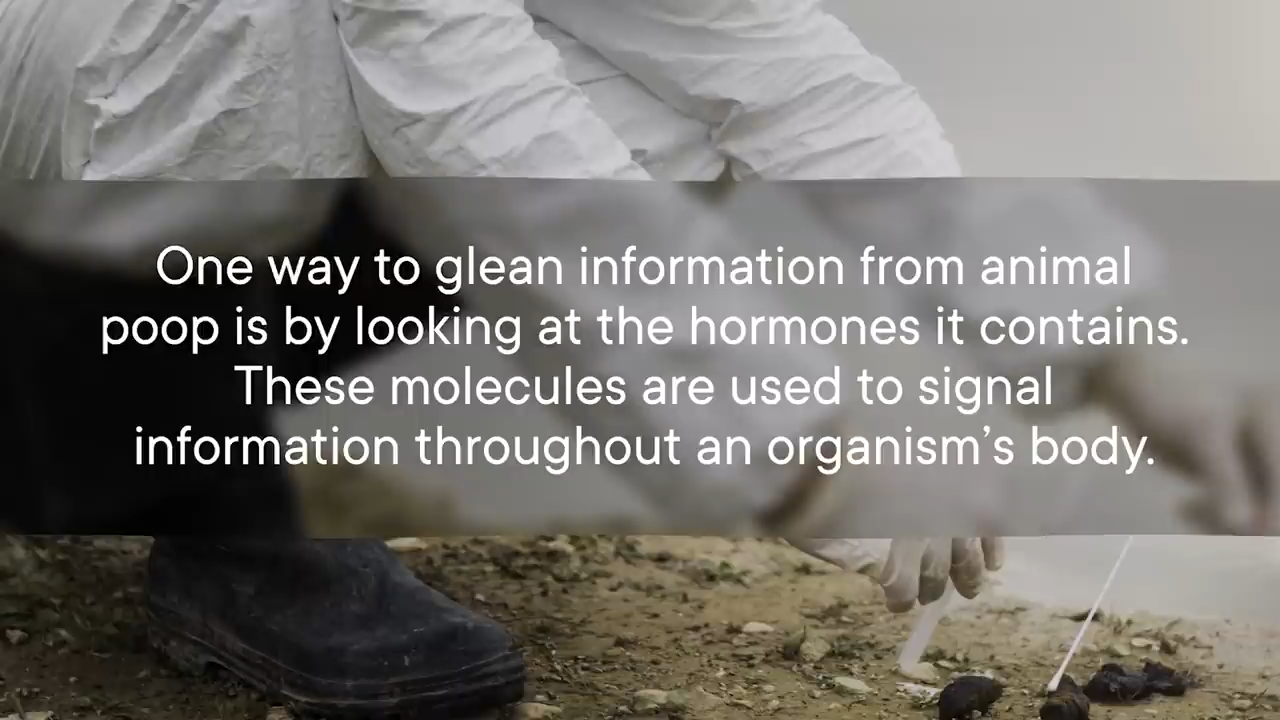 One way to glean information from animal
poop is by looking at the hormones it contains.
These molecules are used to signal
information throughout an organism’s body.